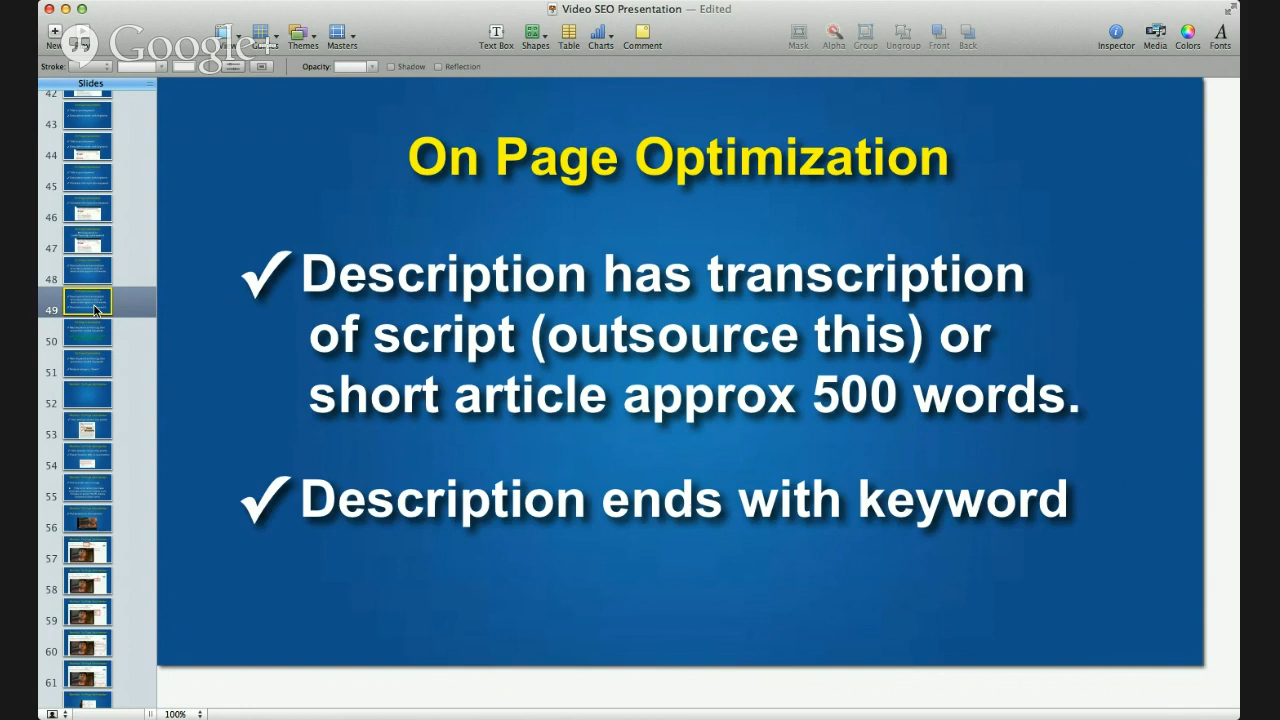 Video SEO Presentation — Edited
New
Google+
View
Themes
Masters
Text Box
Shapes
Table
Charts
Comment
Mask
Alpha
Group
Ungroup
Front
Back
Inspector
Media
Colors
Fonts
Stroke:
Opacity:
Shadow
Reflection
Slides
42
43
44
45
46
47
48
49
50
51
52
53
54
55
56
57
58
59
60
61
On Page Optimization
✓ Description has transcription
of script (outsource this) or
short article approx 500 words.
✓ Description ends with keyword
100%